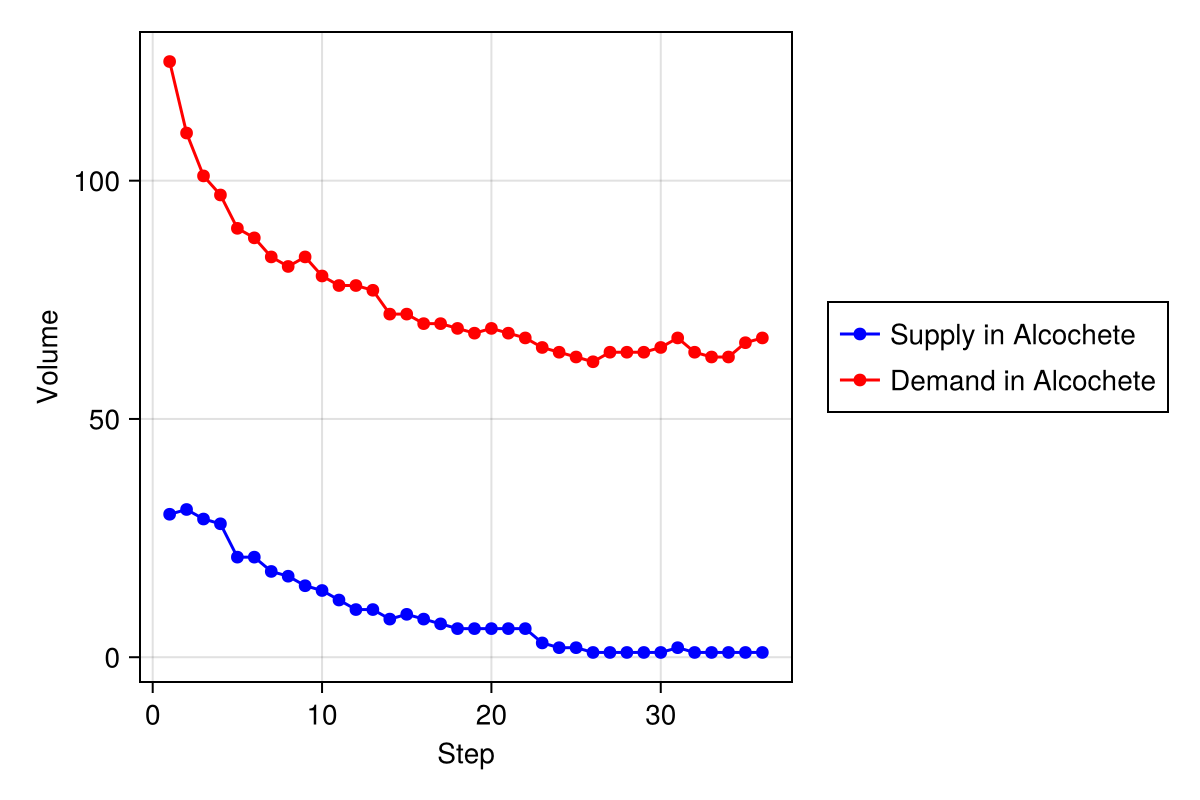 100
50
0
Volume
0 10 20 30
Step
Supply in Alcochete
Demand in Alcochete